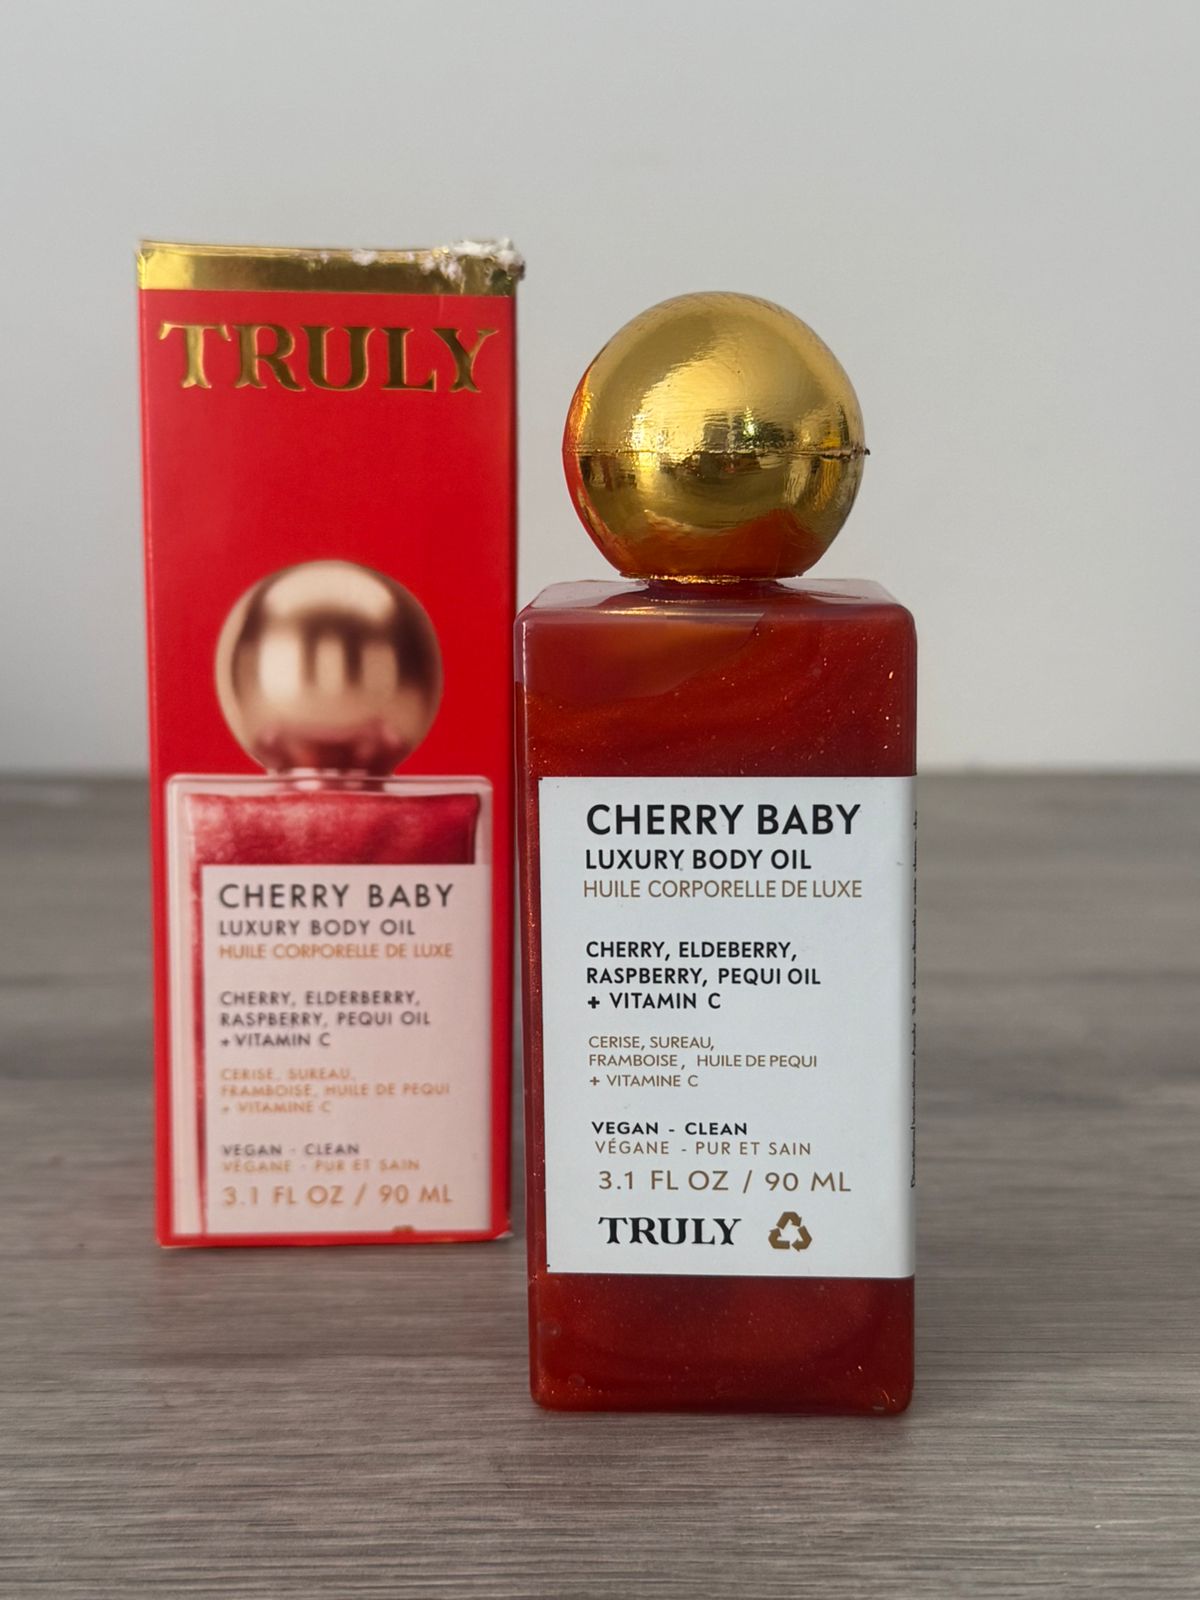 TRULY
CHERRY BABY
LUXURY BODY OIL
HUILE CORPORELLE DE LUXE
CHERRY, ELDERBERRY,
RASPBERRY, PEQUI OIL
+ VITAMIN C
CERISE, SUREAU,
FRAMBOISE, HUILE DE PEQUI
+ VITAMINE C
VEGAN - CLEAN
VÉGANE - PUR ET SAIN
3.1 FL OZ / 90 ML
CHERRY BABY
LUXURY BODY OIL
HUILE CORPORELLE DE LUXE
CHERRY, ELDEBERRY,
RASPBERRY, PEQUI OIL
+ VITAMIN C
CERISE, SUREAU,
FRAMBOISE, HUILE DE PEQUI
+ VITAMINE C
VEGAN - CLEAN
VÉGANE - PUR ET SAIN
3.1 FL OZ / 90 ML
TRULY